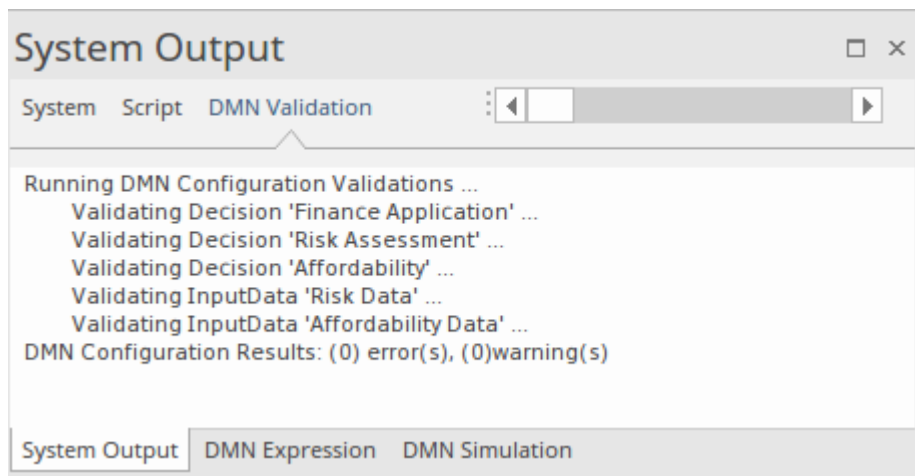 System Output
System Script DMN Validation
Running DMN Configuration Validations ...
Validating Decision 'Finance Application' ...
Validating Decision 'Risk Assessment' ...
Validating Decision 'Affordability' ...
Validating InputData 'Risk Data' ...
Validating InputData 'Affordability Data' ...
DMN Configuration Results: (0) error(s), (0)warning(s)
System Output DMN Expression DMN Simulation